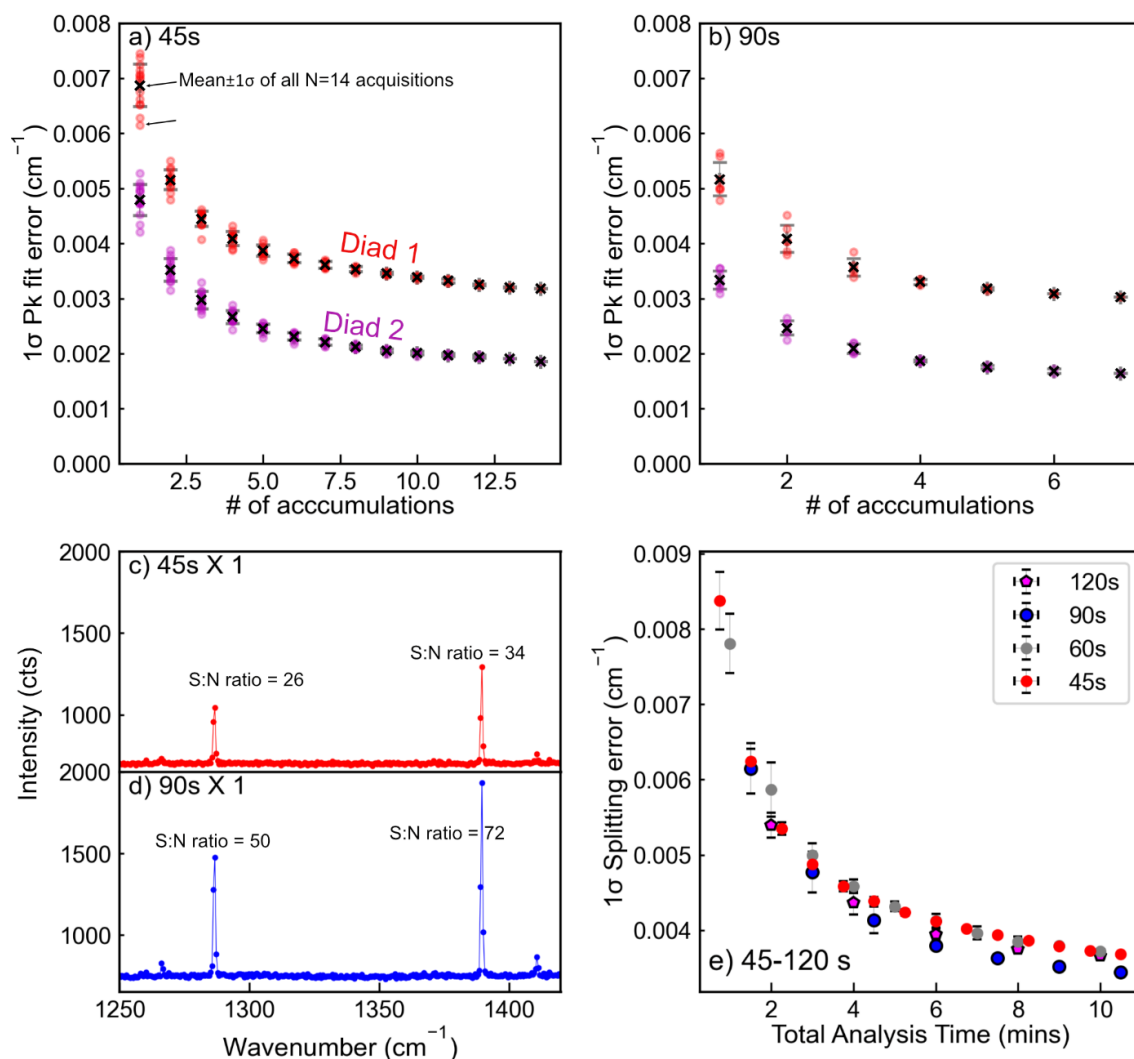 a) 45s
Mean±1σ of all N=14 acquisitions
Diad 1
Diad 2
0.008
0.007
0.006
0.005
0.004
0.003
0.002
0.001
0.000
1σ Pk fit error (cm⁻¹)
2.5 5.0 7.5 10.0 12.5
# of acccumulations
b) 90s
0.008
0.007
0.006
0.005
0.004
0.003
0.002
0.001
0.000
1σ Pk fit error (cm⁻¹)
2 4 6
# of acccumulations
c) 45s X 1
S:N ratio = 26
S:N ratio = 34
2000
1500
1000
Intensity (cts)
d) 90s X 1
S:N ratio = 50
S:N ratio = 72
2000
1500
1000
1250 1300 1350 1400
Wavenumber (cm⁻¹)
120s
90s
60s
45s
e) 45-120 s
0.009
0.008
0.007
0.006
0.005
0.004
1σ Splitting error (cm⁻¹)
2 4 6 8 10
Total Analysis Time (mins)